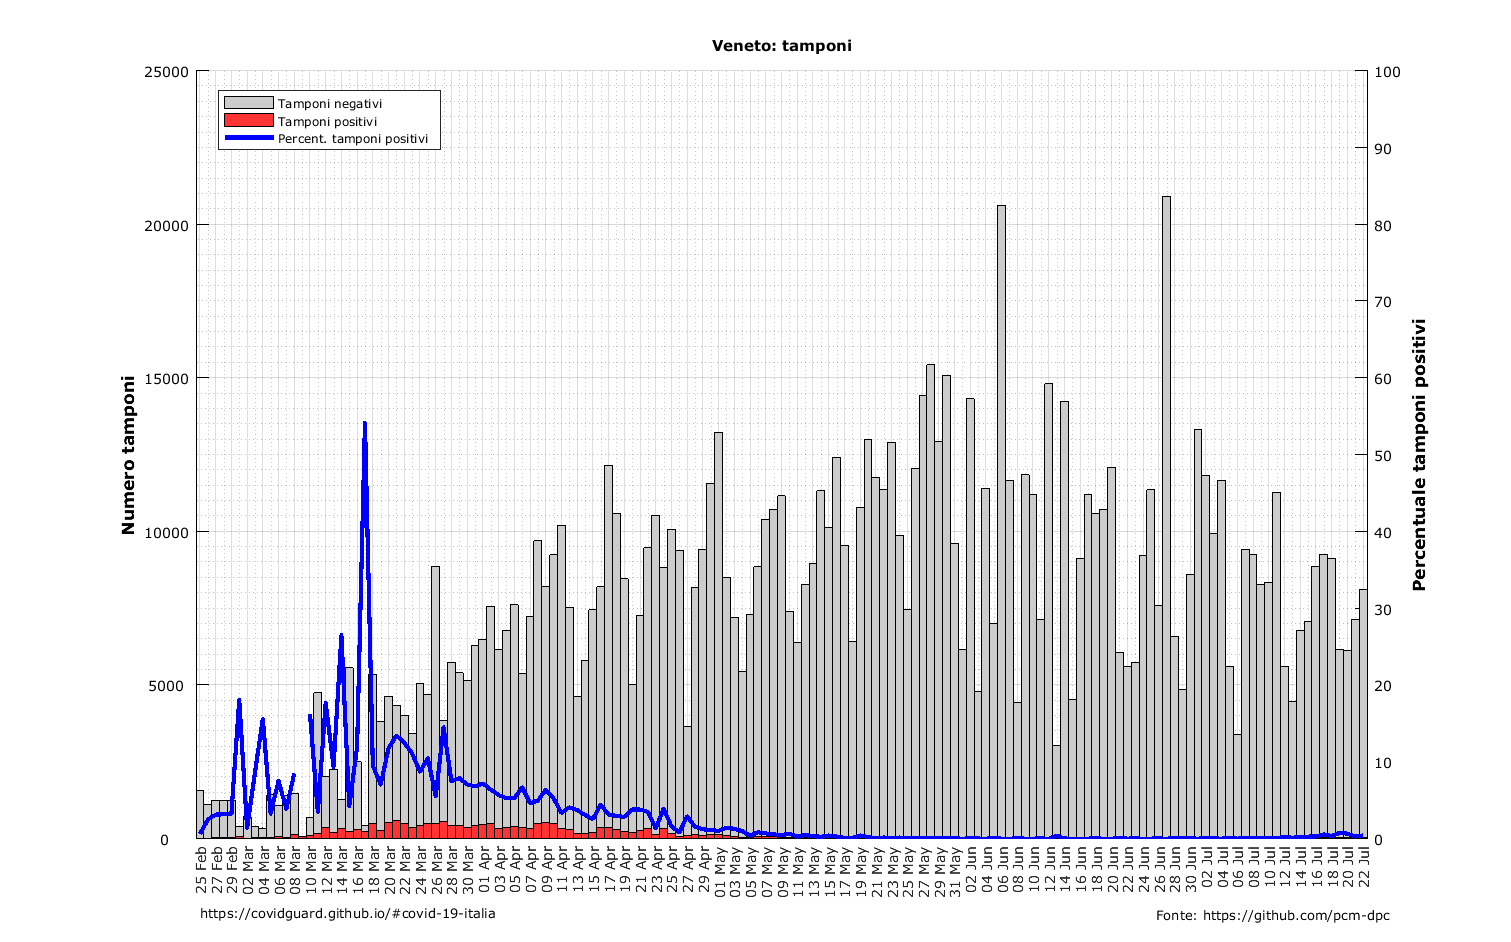 Veneto: tamponi
25000
20000
15000
10000
5000
0
Numero tamponi
Tamponi negativi
Tamponi positivi
Percent. tamponi positivi
100
90
80
70
60
50
40
30
20
10
0
Percentuale tamponi positivi
25 Feb
27 Feb
29 Feb
02 Mar
04 Mar
06 Mar
08 Mar
10 Mar
12 Mar
14 Mar
16 Mar
18 Mar
20 Mar
22 Mar
24 Mar
26 Mar
28 Mar
30 Mar
01 Apr
03 Apr
05 Apr
07 Apr
09 Apr
11 Apr
13 Apr
15 Apr
17 Apr
19 Apr
21 Apr
23 Apr
25 Apr
27 Apr
29 Apr
01 May
03 May
05 May
07 May
09 May
11 May
13 May
15 May
17 May
19 May
21 May
23 May
25 May
27 May
29 May
31 May
02 Jun
04 Jun
06 Jun
08 Jun
10 Jun
12 Jun
14 Jun
16 Jun
18 Jun
20 Jun
22 Jun
24 Jun
26 Jun
28 Jun
30 Jun
02 Jul
04 Jul
06 Jul
08 Jul
10 Jul
12 Jul
14 Jul
16 Jul
18 Jul
20 Jul
22 Jul
https://covidguard.github.io/#covid-19-italia
Fonte: https://github.com/pcm-dpc